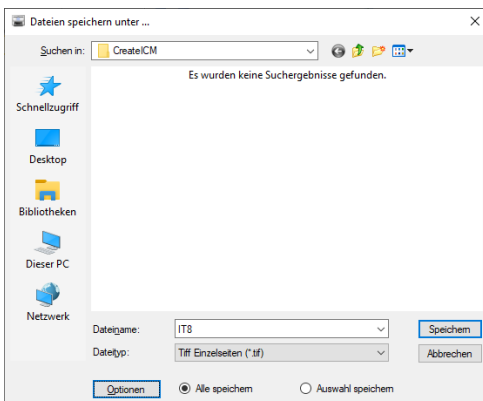 Dateien speichern unter ...
Suchen in:
CreateICM
Es wurden keine Suchergebnisse gefunden.
Schnellzugriff
Desktop
Bibliotheken
Dieser PC
Netzwerk
Dateiname:
IT8
Speichern
Dateityp:
Tiff Einzelseiten (*.tif)
Abbrechen
Optionen
Alle speichern
Auswahl speichern